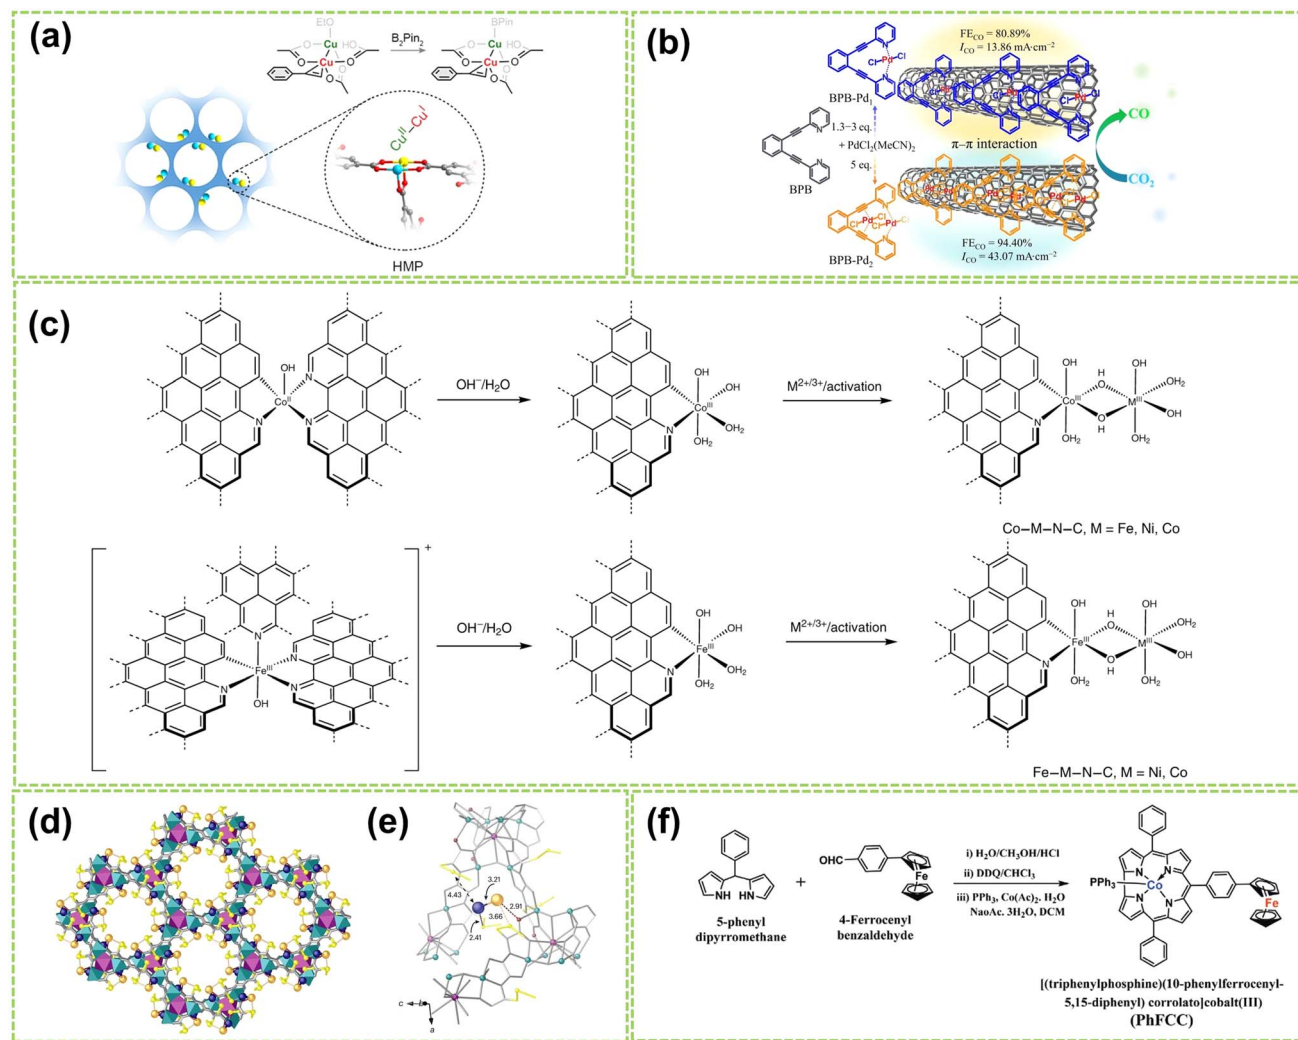 (a)
EtO
Cu
HO
O
Cu
O
O
B₂Pin₂
BPin
Cu
HO
O
Cu
O
O
Cuᴵᴵ–Cuᴵ
HMP
(b)
Cl Pd Cl
BPB-Pd₁
1.3–3 eq.
+ PdCl₂(MeCN)₂
5 eq.
BPB
BPB-Pd₂
FE_CO = 80.89%
I_CO = 13.86 mA·cm⁻²
π–π interaction
CO
CO₂
FE_CO = 94.40%
I_CO = 43.07 mA·cm⁻²
(c)
OH
Coᴵᴵ
N
N
N
OH⁻/H₂O
OH
OH
Coᴵᴵᴵ
N
OH₂
OH₂
M²⁺/³⁺/activation
OH
H
O
OH
OH₂
Coᴵᴵᴵ
Mᴵᴵᴵ
N
O
H
OH
OH₂
OH₂
Co–M–N–C, M = Fe, Ni, Co
+
N
N
Feᴵᴵᴵ
N
N
OH
OH⁻/H₂O
OH
OH
Feᴵᴵᴵ
N
OH₂
OH₂
M²⁺/³⁺/activation
OH
H
O
OH
OH₂
Feᴵᴵᴵ
Mᴵᴵᴵ
N
O
H
OH
OH₂
OH₂
Fe–M–N–C, M = Ni, Co
(d)
(e)
4.43
3.21
2.91
3.66
2.41
c
b
a
(f)
NH HN
5-phenyl
dipyrromethane
+
OHC
Fe
4-Ferrocenyl
benzaldehyde
i) H₂O/CH₃OH/HCl
ii) DDQ/CHCl₃
iii) PPh₃, Co(Ac)₂. H₂O
NaoAc. 3H₂O, DCM
PPh₃
N
N
Co
N
N
Fe
[(triphenylphosphine)(10-phenylferrocenyl-
5,15-diphenyl) corrolato]cobalt(III)
(PhFCC)